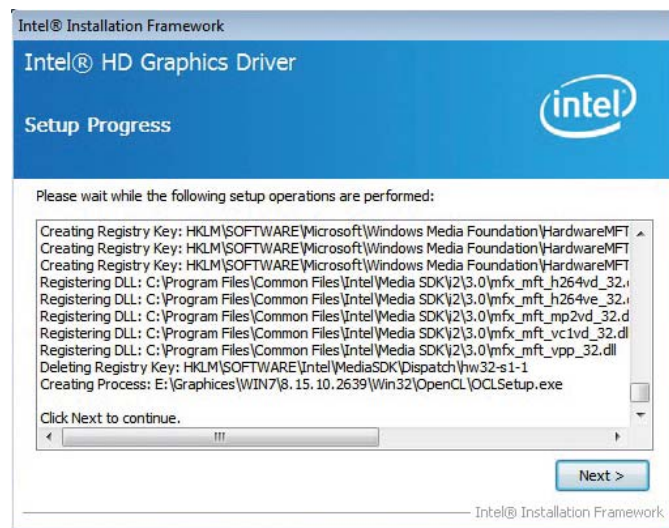 Intel® Installation Framework
Intel® HD Graphics Driver
intel
Setup Progress
Please wait while the following setup operations are performed:
Creating Registry Key: HKLM\SOFTWARE\Microsoft\Windows Media Foundation\HardwareMFT
Creating Registry Key: HKLM\SOFTWARE\Microsoft\Windows Media Foundation\HardwareMFT
Creating Registry Key: HKLM\SOFTWARE\Microsoft\Windows Media Foundation\HardwareMFT
Registering DLL: C:\Program Files\Common Files\Intel\Media SDK\i2\3.0\mfx_mft_h264vd_32.
Registering DLL: C:\Program Files\Common Files\Intel\Media SDK\i2\3.0\mfx_mft_h264ve_32.
Registering DLL: C:\Program Files\Common Files\Intel\Media SDK\i2\3.0\mfx_mft_mp2vd_32.d
Registering DLL: C:\Program Files\Common Files\Intel\Media SDK\i2\3.0\mfx_mft_vc1vd_32.dl
Registering DLL: C:\Program Files\Common Files\Intel\Media SDK\i2\3.0\mfx_mft_vpp_32.dll
Deleting Registry Key: HKLM\SOFTWARE\Intel\MediaSDK\Dispatch\hw32-s1-1
Creating Process: E:\Graphices\WIN7\8.15.10.2639\Win32\OpenCL\OCLSetup.exe
Click Next to continue.
Next >
Intel® Installation Framework